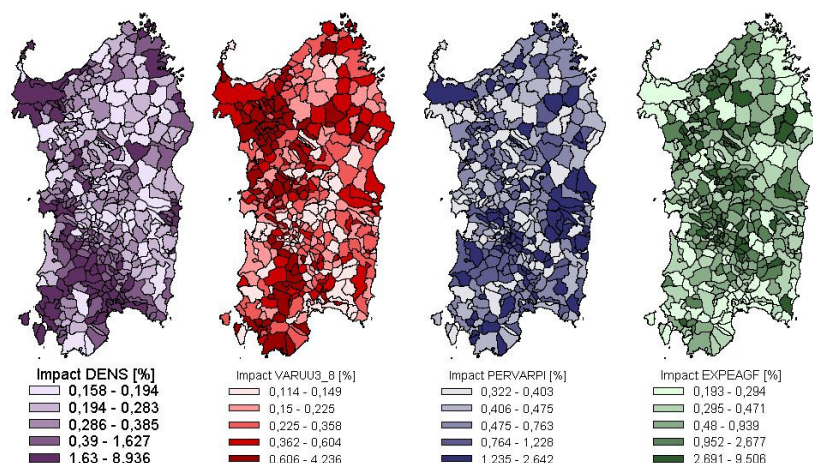 Impact DENS [%]
0,158 - 0,194
0,194 - 0,283
0,286 - 0,385
0,39 - 1,627
1,63 - 8,936
Impact VARUU3_8 [%]
0,114 - 0,149
0,15 - 0,225
0,225 - 0,358
0,362 - 0,604
0,606 - 4,236
Impact PERVARPI [%]
0,322 - 0,403
0,406 - 0,475
0,475 - 0,763
0,764 - 1,228
1,235 - 2,642
Impact EXPEAGF [%]
0,193 - 0,294
0,295 - 0,471
0,48 - 0,939
0,952 - 2,677
2,691 - 9,506